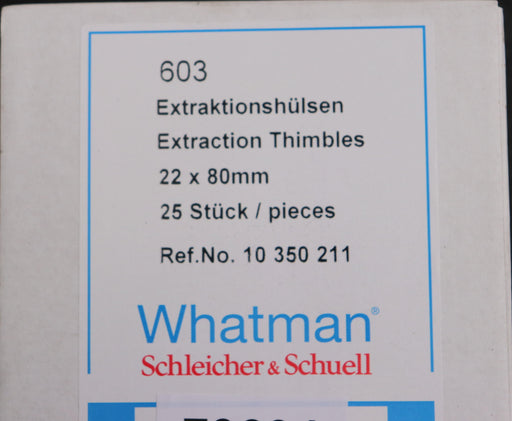 603
Extraktionshülsen
Extraction Thimbles
22 x 80mm
25 Stück / pieces
Ref.No. 10 350 211
Whatman®
Schleicher & Schuell